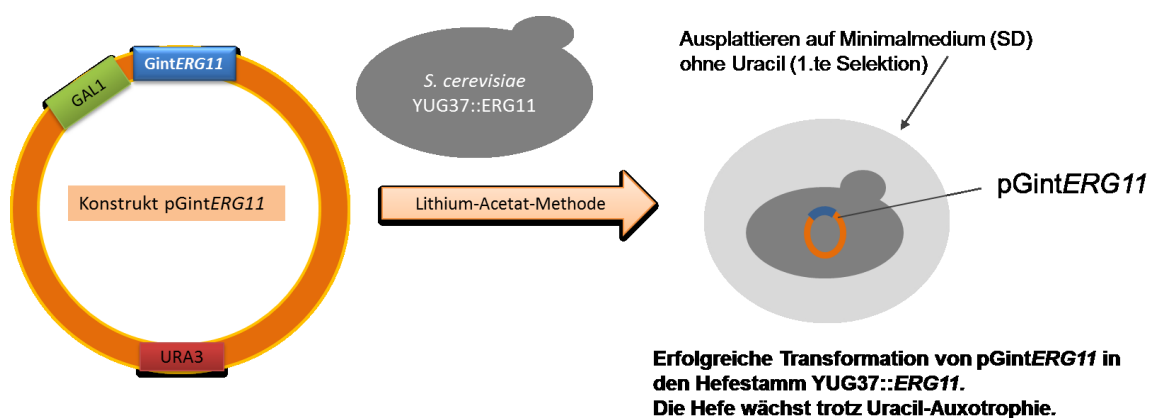 GAL1
GintERG11
Konstrukt pGintERG11
URA3
S. cerevisiae
YUG37::ERG11
Lithium-Acetat-Methode
Ausplattieren auf Minimalmedium (SD)
ohne Uracil (1.te Selektion)
pGintERG11
Erfolgreiche Transformation von pGintERG11 in
den Hefestamm YUG37::ERG11.
Die Hefe wächst trotz Uracil-Auxotrophie.